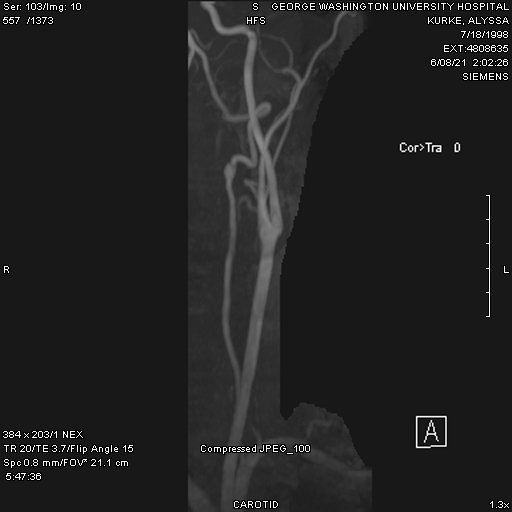 Ser: 103/Img: 10
557 /1373
S GEORGE WASHINGTON UNIVERSITY HOSPITAL
HFS KURKE, ALYSSA
7/18/1998
EXT:4808635
6/08/21 2:02:26
SIEMENS
Cor>Tra 0
R
L
384 x 203/1 NEX
TR 20/TE 3.7/Flip Angle 15
Spc 0.8 mm/FOV* 21.1 cm
5:47:36
Compressed JPEG_100
A
CAROTID
1.3x